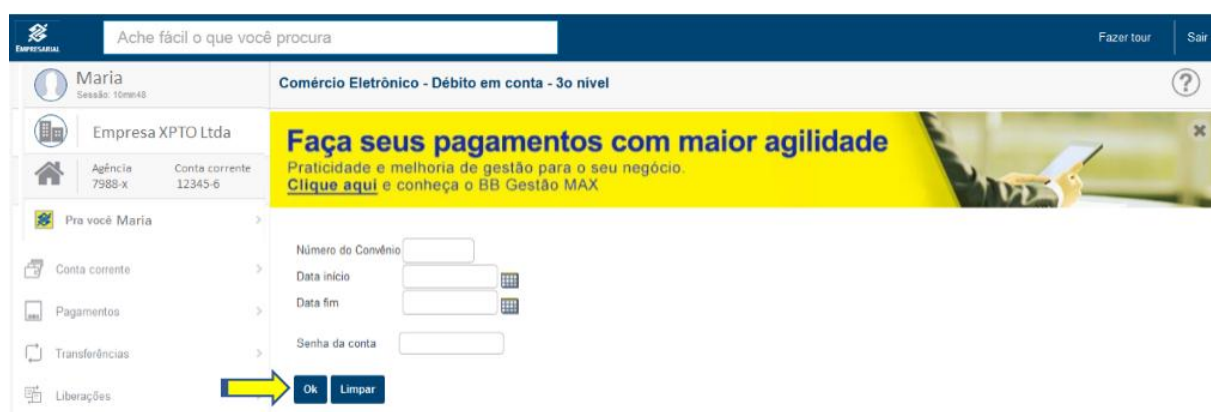 EMPRESARIAL
Ache fácil o que você procura
Fazer tour
Sair
Maria
Sessão: 10mn48
Comércio Eletrônico - Débito em conta - 3o nivel
?
Empresa XPTO Ltda
Agência Conta corrente
7988-x 12345-6
Faça seus pagamentos com maior agilidade
Praticidade e melhoria de gestão para o seu negócio.
Clique aqui e conheça o BB Gestão MAX
Pra você Maria
Conta corrente
Pagamentos
Transferências
Liberações
Número do Convênio
Data início
Data fim
Senha da conta
Ok Limpar